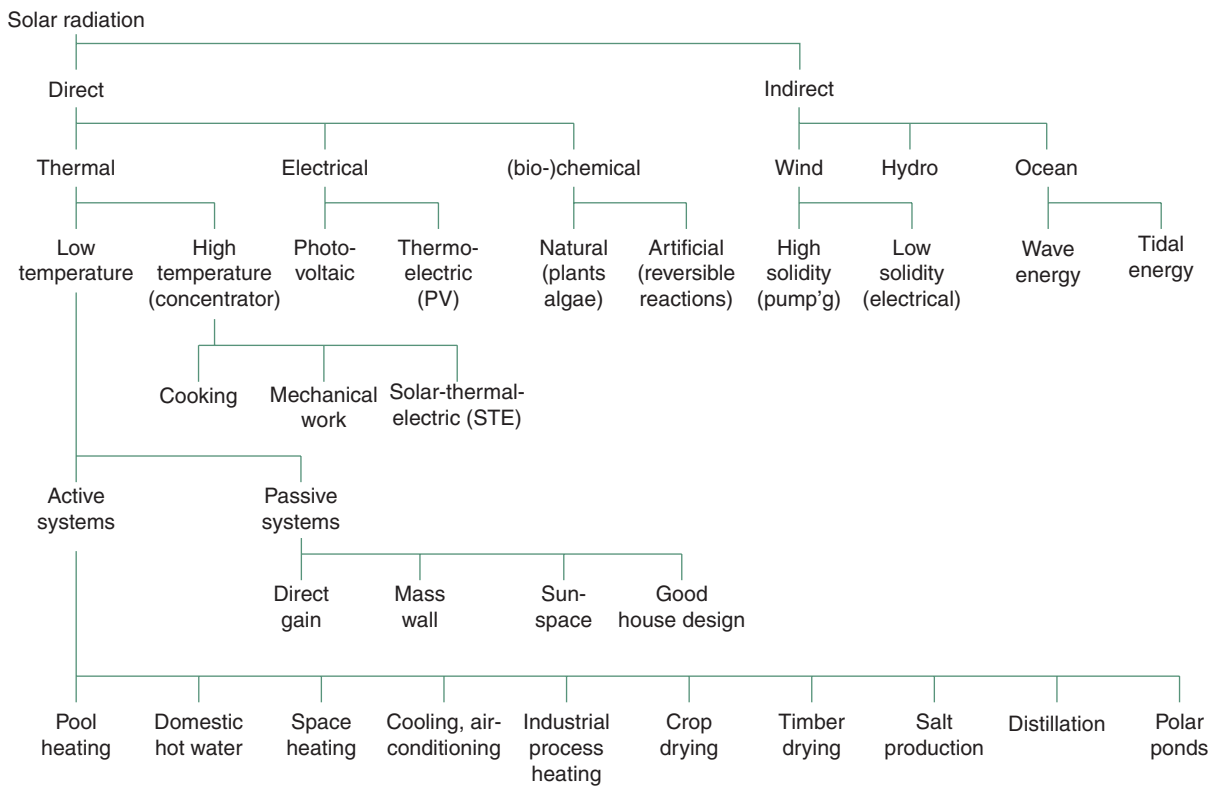 Solar radiation
Direct
Indirect
Thermal
Electrical
(bio-)chemical
Wind
Hydro
Ocean
Low
temperature
High
temperature
(concentrator)
Photo-
voltaic
Thermo-
electric
(PV)
Natural
(plants
algae)
Artificial
(reversible
reactions)
High
solidity
(pump'g)
Low
solidity
(electrical)
Wave
energy
Tidal
energy
Cooking
Mechanical
work
Solar-thermal-
electric (STE)
Active
systems
Passive
systems
Direct
gain
Mass
wall
Sun-
space
Good
house design
Pool
heating
Domestic
hot water
Space
heating
Cooling, air-
conditioning
Industrial
process
heating
Crop
drying
Timber
drying
Salt
production
Distillation
Polar
ponds